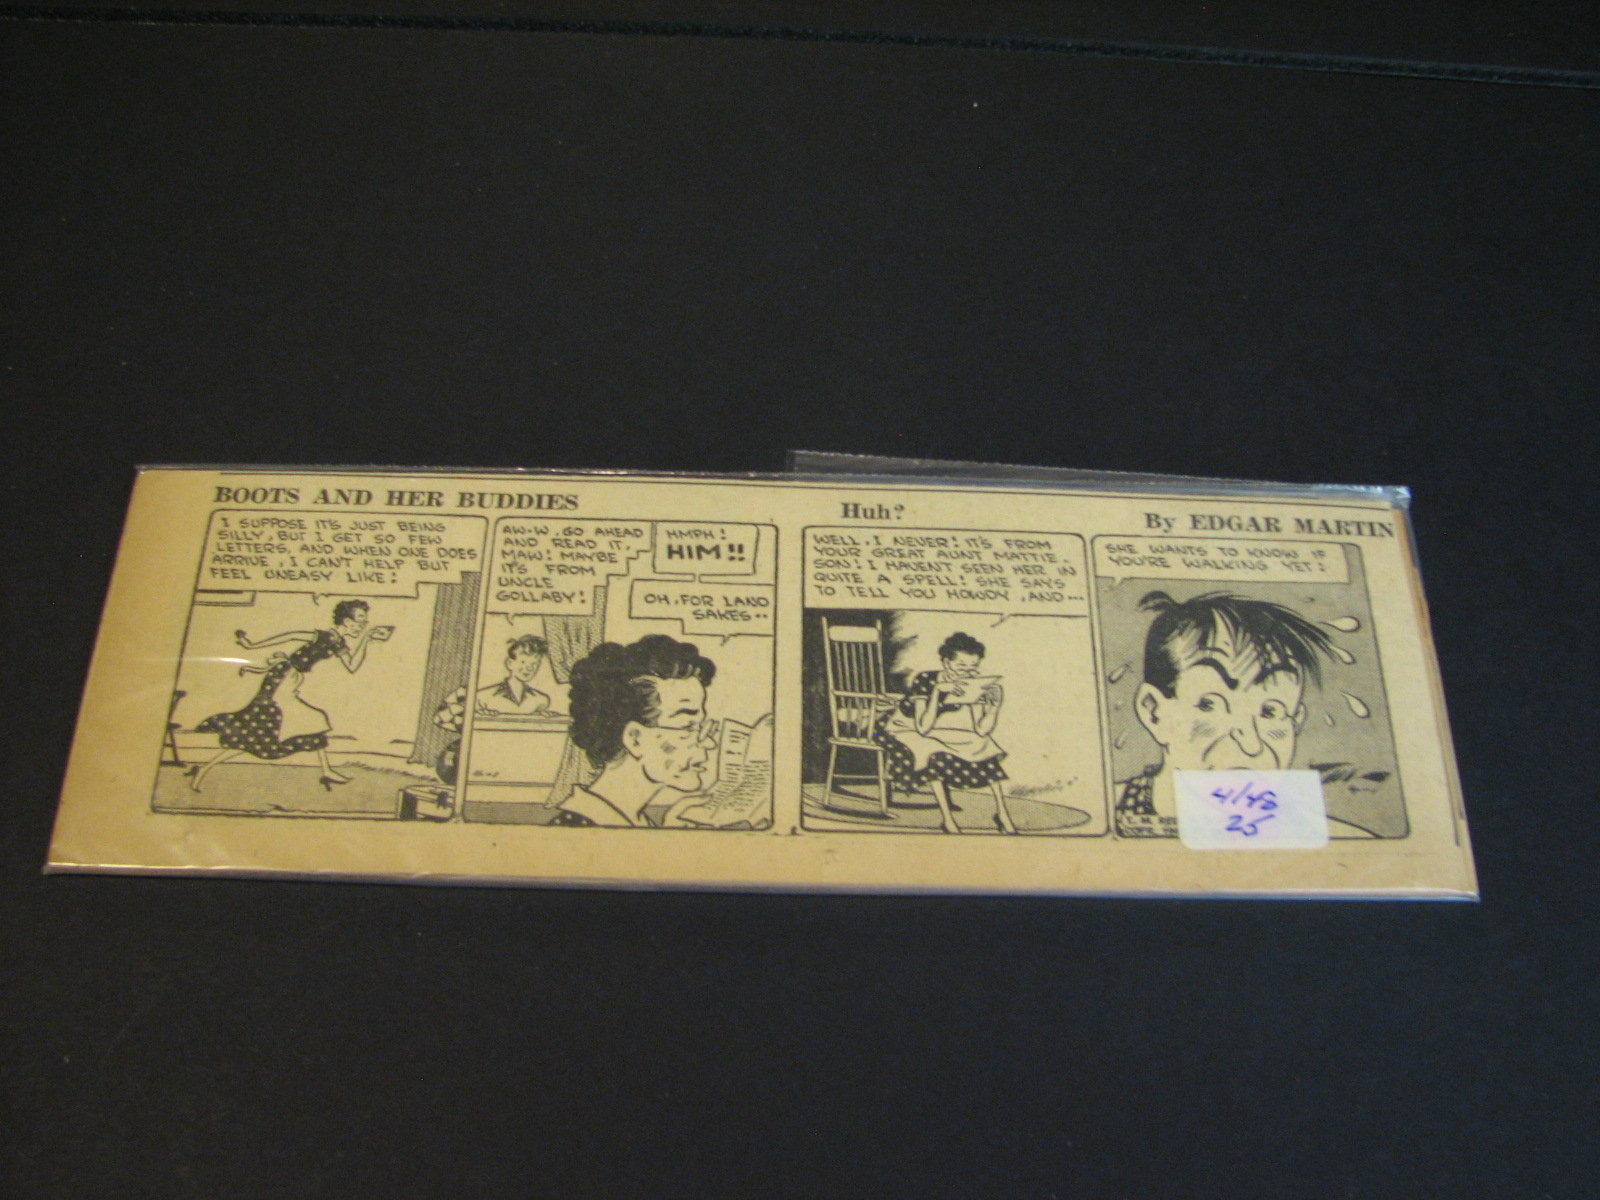 BOOTS AND HER BUDDIES
Huh?
By EDGAR MARTIN
I SUPPOSE IT'S JUST BEING
SILLY, BUT I GET SO FEW
LETTERS, AND WHEN ONE DOES
ARRIVE, I CAN'T HELP BUT
FEEL UNEASY LIKE!
AW-W, GO AHEAD
AND READ IT,
MAW! MAYBE
IT'S FROM
UNCLE
GOLLABY!
HMPH!
HIM!!
OH, FOR LAND
SAKES··
WELL, I NEVER! IT'S FROM
YOUR GREAT AUNT MATTIE,
SON! I HAVEN'T SEEN HER IN
QUITE A SPELL! SHE SAYS
TO TELL YOU HOWDY, AND···
SHE WANTS TO KNOW IF
YOU'RE WALKING YET!
T. M. REG
COPR. 19
4/48
25